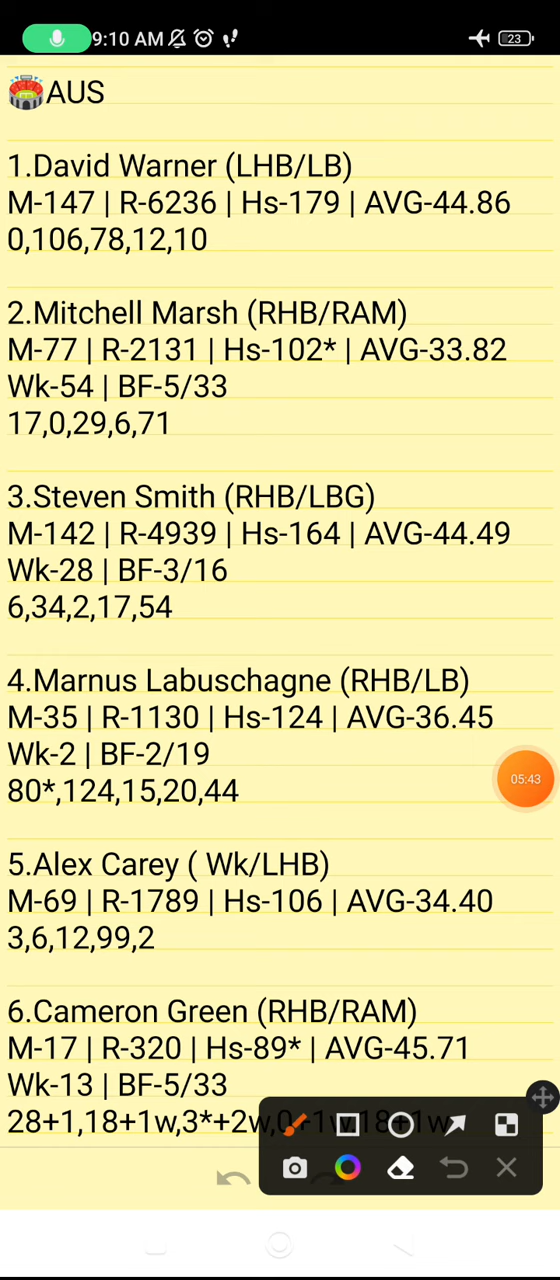 9:10 AM
23
AUS
1.David Warner (LHB/LB)
M-147 | R-6236 | Hs-179 | AVG-44.86
0,106,78,12,10
2.Mitchell Marsh (RHB/RAM)
M-77 | R-2131 | Hs-102* | AVG-33.82
Wk-54 | BF-5/33
17,0,29,6,71
3.Steven Smith (RHB/LBG)
M-142 | R-4939 | Hs-164 | AVG-44.49
Wk-28 | BF-3/16
6,34,2,17,54
4.Marnus Labuschagne (RHB/LB)
M-35 | R-1130 | Hs-124 | AVG-36.45
Wk-2 | BF-2/19
80*,124,15,20,44
05:43
5.Alex Carey ( Wk/LHB)
M-69 | R-1789 | Hs-106 | AVG-34.40
3,6,12,99,2
6.Cameron Green (RHB/RAM)
M-17 | R-320 | Hs-89* | AVG-45.71
Wk-13 | BF-5/33
28+1,18+1w,3*+2w,0+1w,18+1w